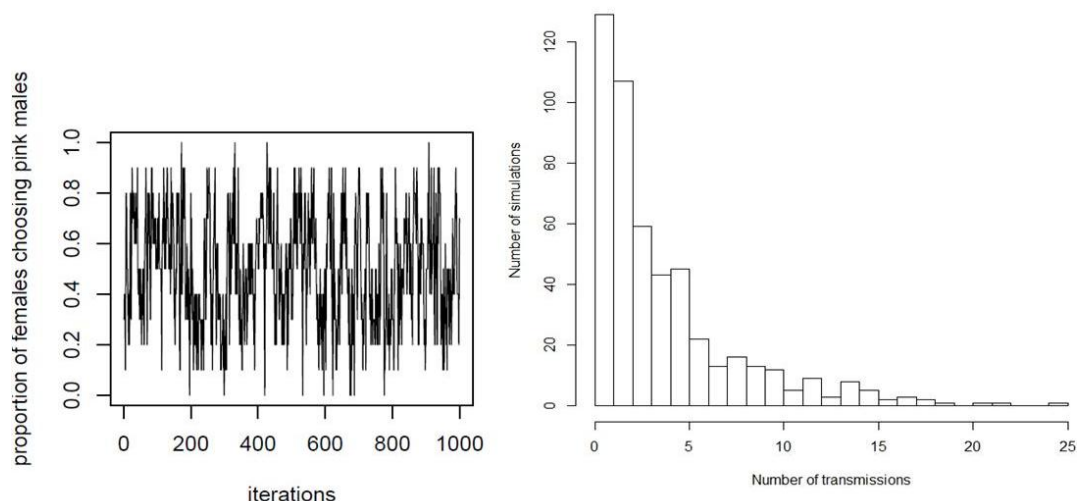 proportion of females choosing pink males
1.0
0.8
0.6
0.4
0.2
0.0
0 200 400 600 800 1000
iterations
Number of simulations
120
100
80
60
40
20
0
0 5 10 15 20 25
Number of transmissions